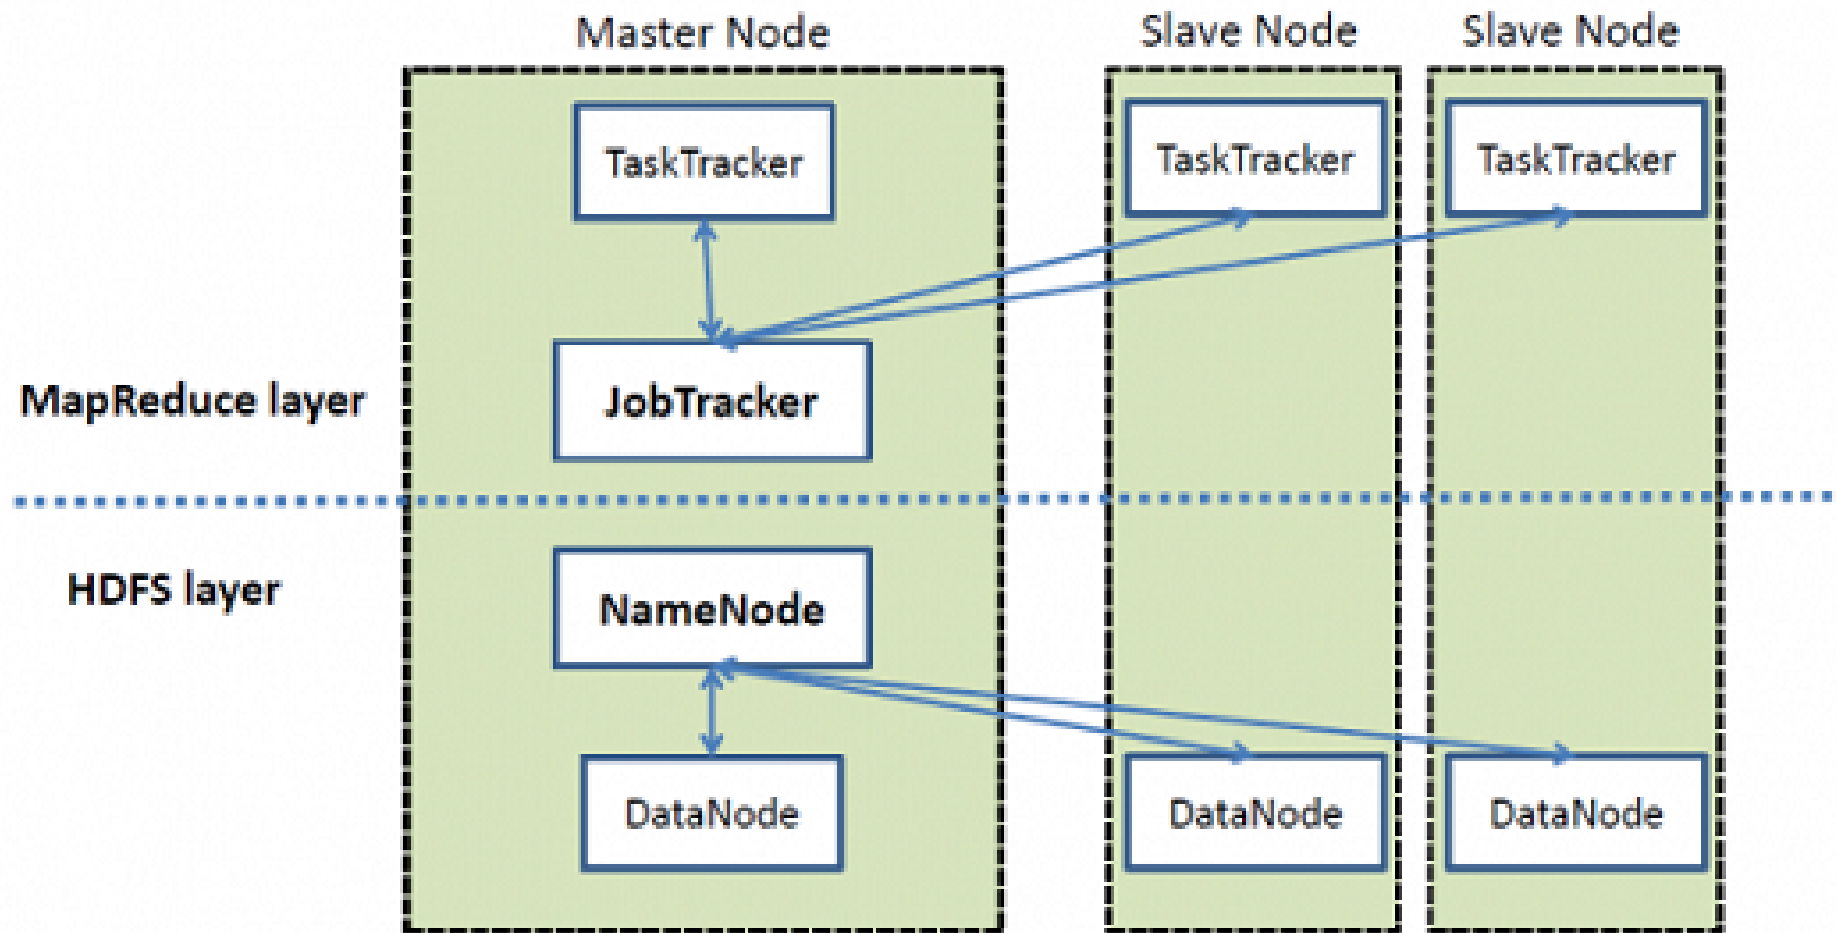 Master Node
Slave Node
Slave Node
TaskTracker
TaskTracker
TaskTracker
MapReduce layer
JobTracker
HDFS layer
NameNode
DataNode
DataNode
DataNode